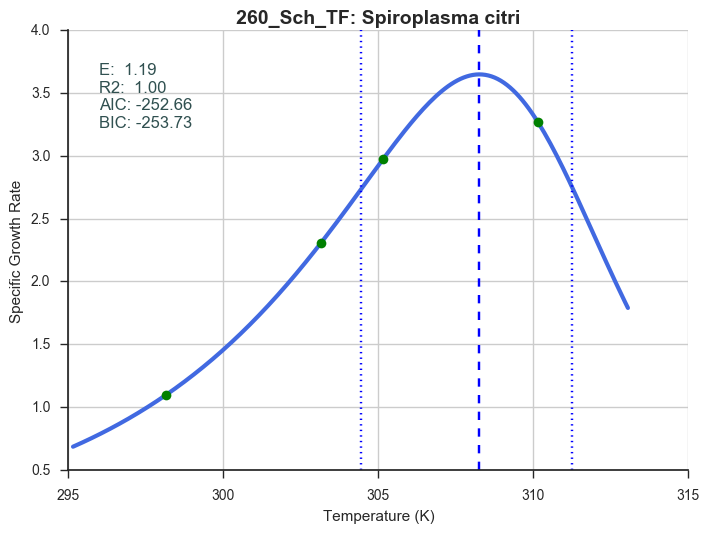 260_Sch_TF: Spiroplasma citri
4.0
E:  1.19
R2:  1.00
AIC: -252.66
BIC: -253.73
3.5
3.0
2.5
2.0
1.5
1.0
0.5
Specific Growth Rate
295 300 305 310 315
Temperature (K)